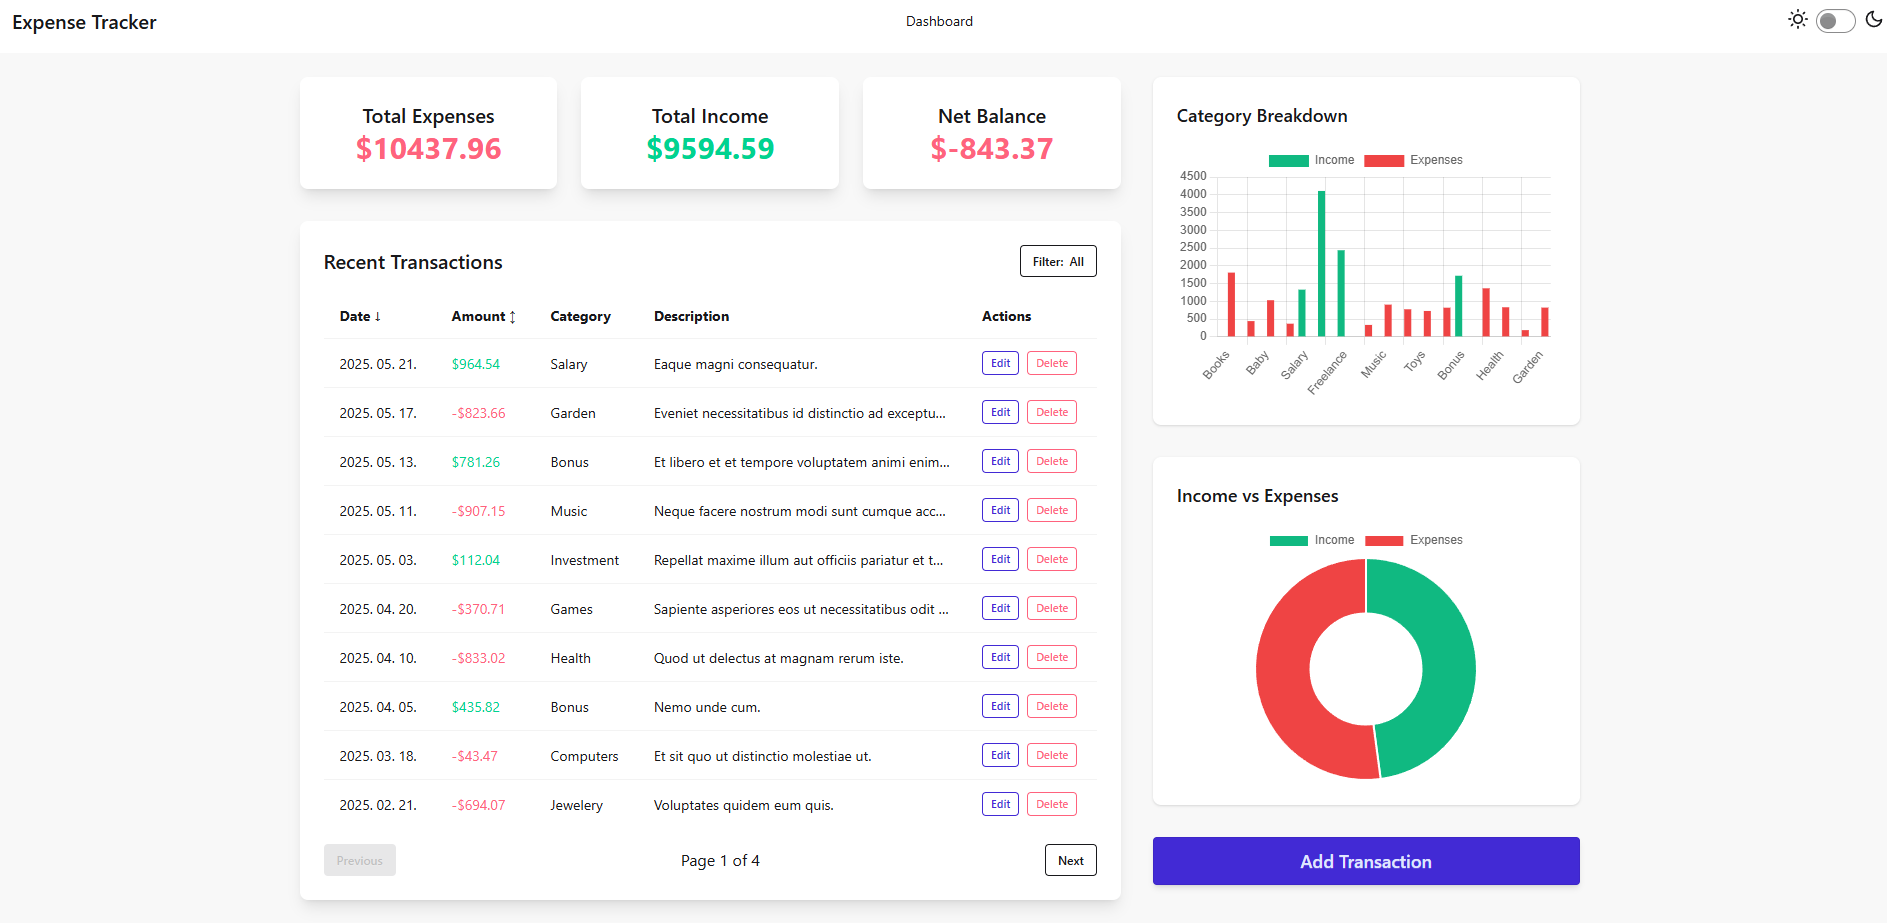 Expense Tracker
Dashboard
Total Expenses
$10437.96
Total Income
$9594.59
Net Balance
$-843.37
Recent Transactions
Filter: All
Date ↓ Amount ↕ Category Description Actions
2025. 05. 21. $964.54 Salary Eaque magni consequatur. Edit Delete
2025. 05. 17. -$823.66 Garden Eveniet necessitatibus id distinctio ad exceptu... Edit Delete
2025. 05. 13. $781.26 Bonus Et libero et et tempore voluptatem animi enim... Edit Delete
2025. 05. 11. -$907.15 Music Neque facere nostrum modi sunt cumque acc... Edit Delete
2025. 05. 03. $112.04 Investment Repellat maxime illum aut officiis pariatur et t... Edit Delete
2025. 04. 20. -$370.71 Games Sapiente asperiores eos ut necessitatibus odit ... Edit Delete
2025. 04. 10. -$833.02 Health Quod ut delectus at magnam rerum iste. Edit Delete
2025. 04. 05. $435.82 Bonus Nemo unde cum. Edit Delete
2025. 03. 18. -$43.47 Computers Et sit quo ut distinctio molestiae ut. Edit Delete
2025. 02. 21. -$694.07 Jewelery Voluptates quidem eum quis. Edit Delete
Previous Page 1 of 4 Next
Category Breakdown
Income Expenses
4500
4000
3500
3000
2500
2000
1500
1000
500
0
Books Baby Salary Freelance Music Toys Bonus Health Garden
Income vs Expenses
Income Expenses
Add Transaction